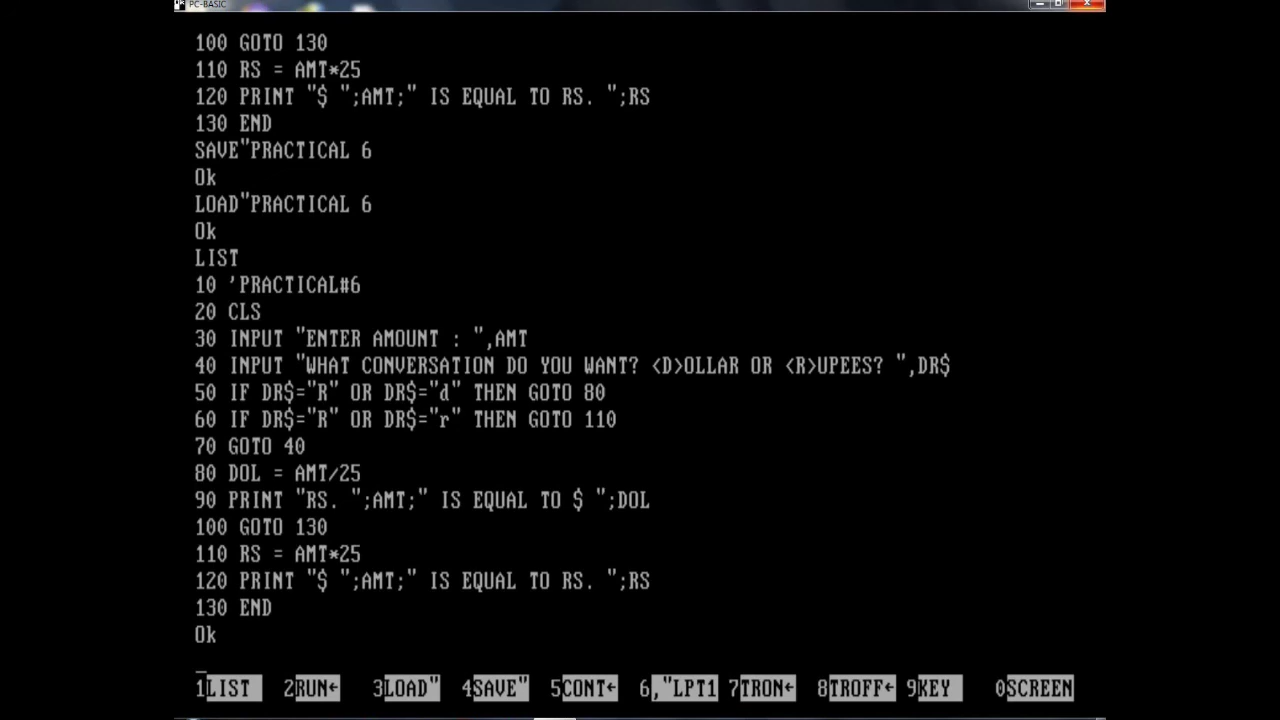 PC-BASIC
100 GOTO 130
110 RS = AMT*25
120 PRINT "$ ";AMT;" IS EQUAL TO RS. ";RS
130 END
SAVE"PRACTICAL 6
Ok
LOAD"PRACTICAL 6
Ok
LIST
10 'PRACTICAL#6
20 CLS
30 INPUT "ENTER AMOUNT : ",AMT
40 INPUT "WHAT CONVERSATION DO YOU WANT? <D>OLLAR OR <R>UPEES? ",DR$
50 IF DR$="R" OR DR$="d" THEN GOTO 80
60 IF DR$="R" OR DR$="r" THEN GOTO 110
70 GOTO 40
80 DOL = AMT/25
90 PRINT "RS. ";AMT;" IS EQUAL TO $ ";DOL
100 GOTO 130
110 RS = AMT*25
120 PRINT "$ ";AMT;" IS EQUAL TO RS. ";RS
130 END
Ok
1LIST 2RUN← 3LOAD" 4SAVE" 5CONT← 6,"LPT1 7TRON← 8TROFF← 9KEY 0SCREEN